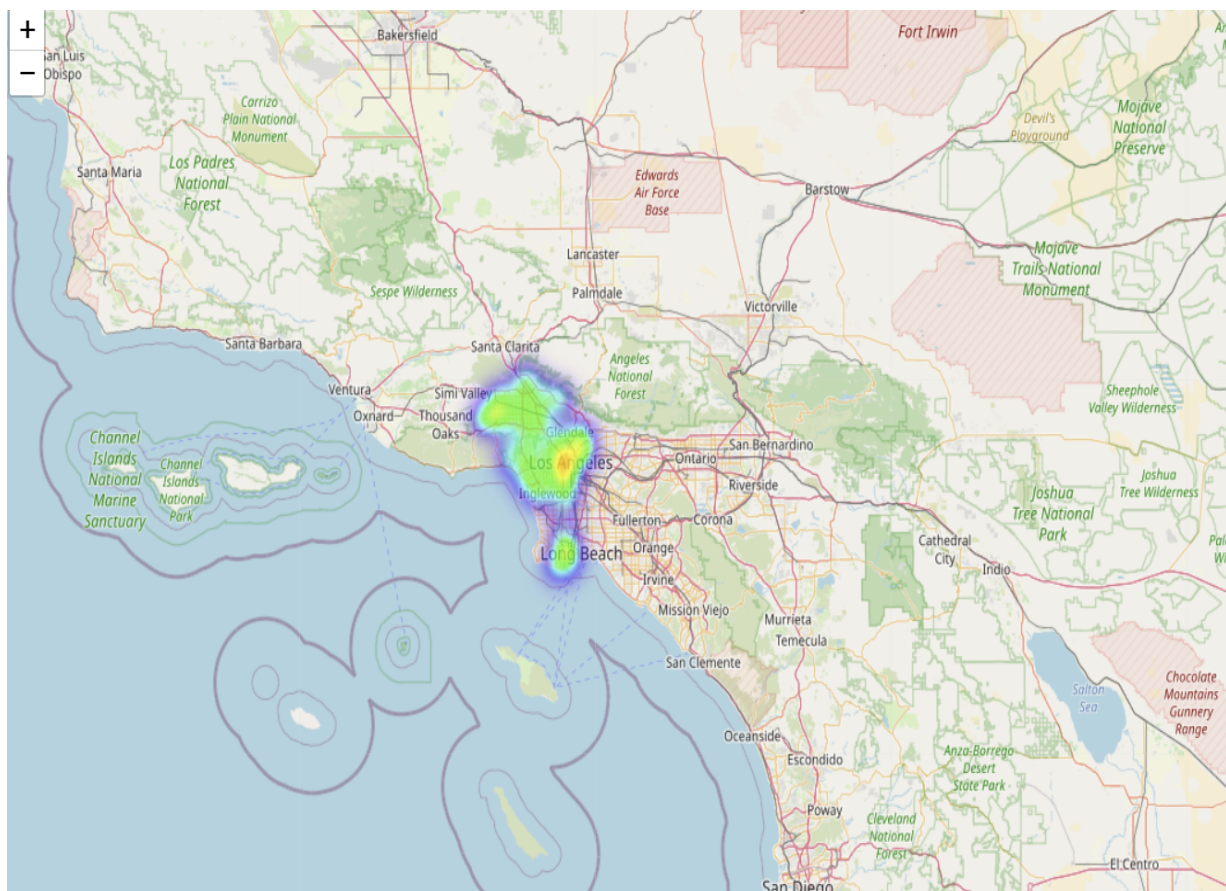 +
−
San Luis
Obispo
Bakersfield
Fort Irwin
Carrizo
Plain National
Monument
Devil's
Playground
Mojave
National
Preserve
Santa Maria
Los Padres
National
Forest
Edwards
Air Force
Base
Barstow
Lancaster
Mojave
Trails National
Monument
Sespe Wilderness
Palmdale
Victorville
Santa Barbara
Santa Clarita
Angeles
National
Forest
Ventura
Simi Valley
Sheephole
Valley Wilderness
Oxnard
Thousand
Oaks
Glendale
San Bernardino
Channel
Islands
National
Marine
Sanctuary
Channel
Islands
National
Park
Los Angeles
Ontario
Riverside
Joshua
Tree Wilderness
Inglewood
Joshua
Tree National
Park
Fullerton
Corona
Cathedral
City
Long Beach
Orange
Indio
Irvine
Mission Viejo
Murrieta
Temecula
San Clemente
Salton
Sea
Chocolate
Mountains
Gunnery
Range
Oceanside
Escondido
Anza-Borrego
Desert
State Park
Poway
Cleveland
National
Forest
El Centro
San Diego